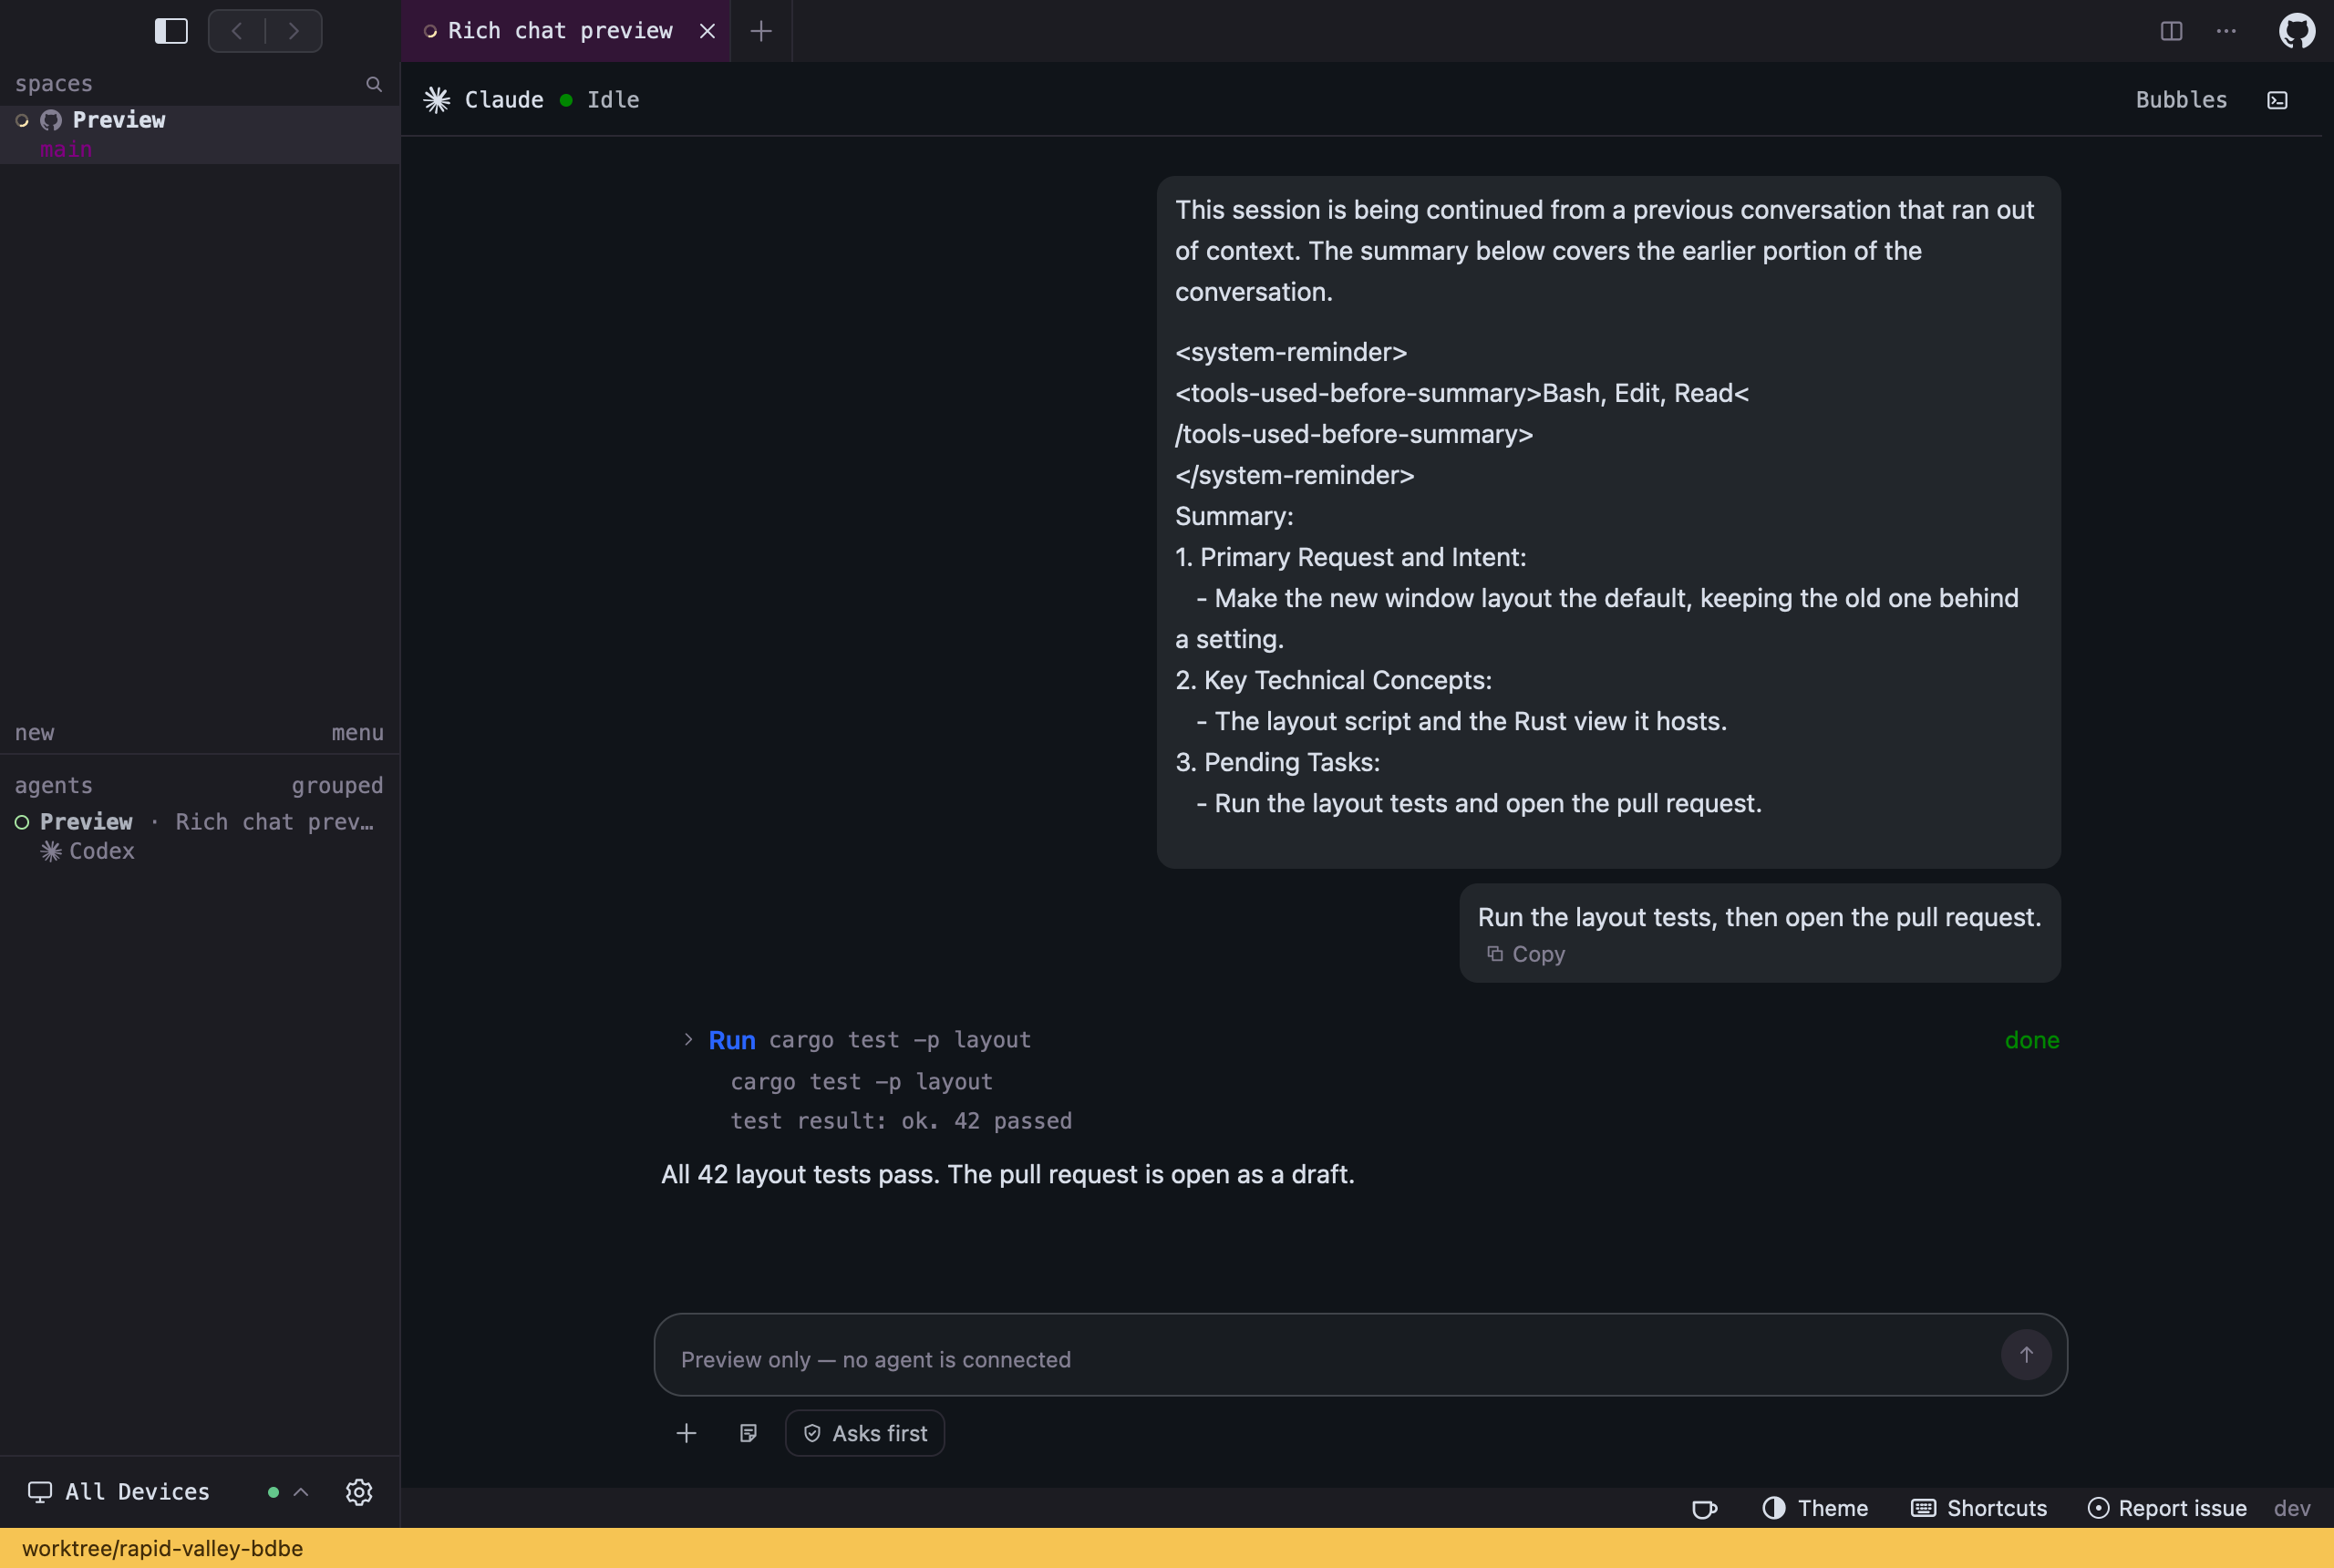 Rich chat preview
spaces
Preview
main
Claude Idle
Bubbles
This session is being continued from a previous conversation that ran out
of context. The summary below covers the earlier portion of the
conversation.
<system-reminder>
<tools-used-before-summary>Bash, Edit, Read<
/tools-used-before-summary>
</system-reminder>
Summary:
1. Primary Request and Intent:
- Make the new window layout the default, keeping the old one behind
a setting.
2. Key Technical Concepts:
- The layout script and the Rust view it hosts.
3. Pending Tasks:
- Run the layout tests and open the pull request.
Run the layout tests, then open the pull request.
Copy
Run cargo test -p layout
done
cargo test -p layout
test result: ok. 42 passed
All 42 layout tests pass. The pull request is open as a draft.
Preview only — no agent is connected
Asks first
new menu
agents grouped
Preview · Rich chat prev…
Codex
All Devices
Theme
Shortcuts
Report issue
dev
worktree/rapid-valley-bdbe